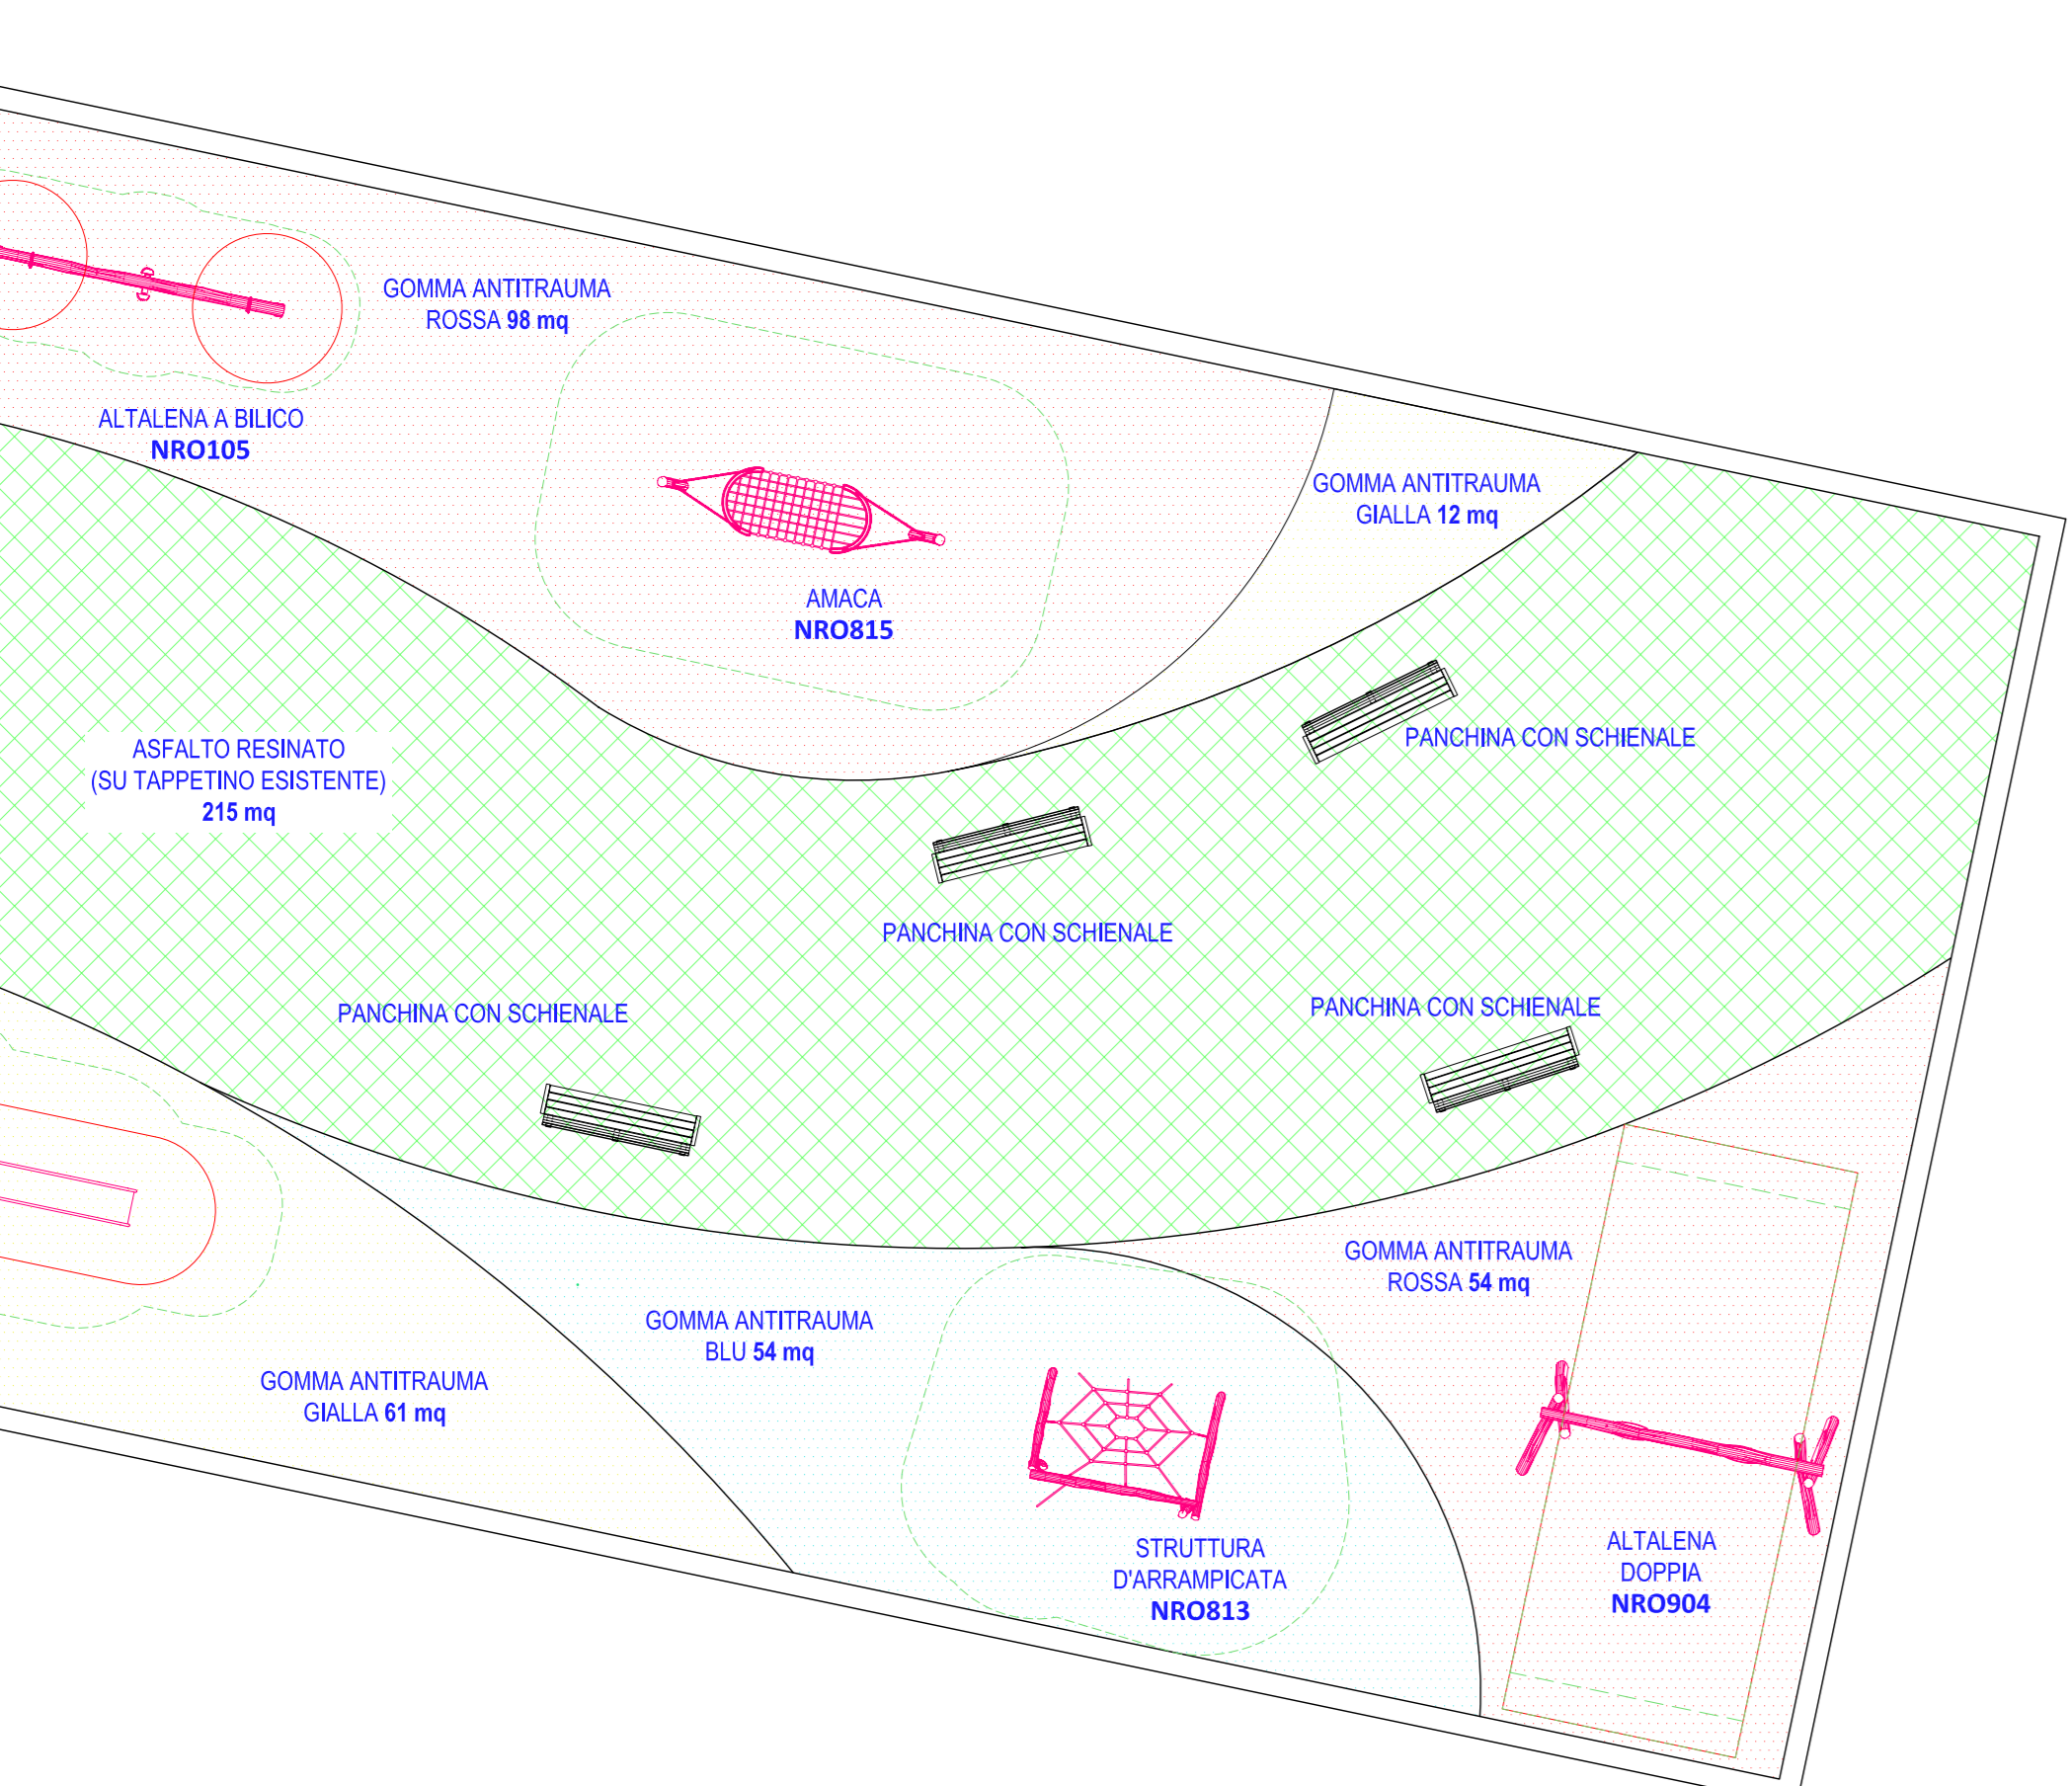 GOMMA ANTITRAUMA
ROSSA 98 mq
ALTALENA A BILICO
NRO105
GOMMA ANTITRAUMA
GIALLA 12 mq
AMACA
NRO815
PANCHINA CON SCHIENALE
ASFALTO RESINATO
(SU TAPPETINO ESISTENTE)
215 mq
PANCHINA CON SCHIENALE
PANCHINA CON SCHIENALE
PANCHINA CON SCHIENALE
GOMMA ANTITRAUMA
ROSSA 54 mq
GOMMA ANTITRAUMA
BLU 54 mq
GOMMA ANTITRAUMA
GIALLA 61 mq
STRUTTURA
D'ARRAMPICATA
NRO813
ALTALENA
DOPPIA
NRO904